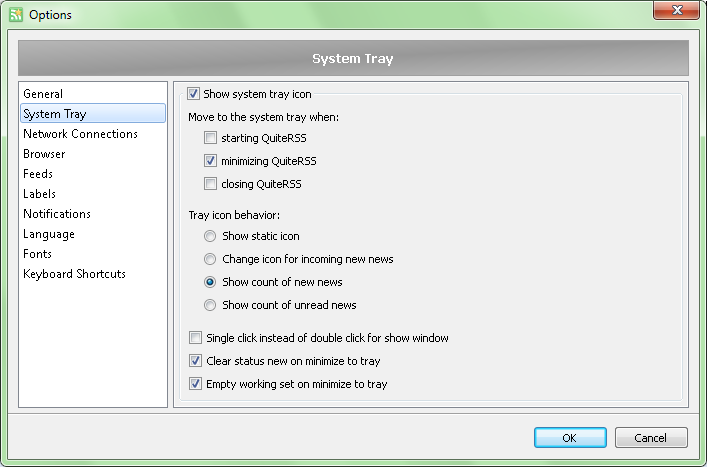 Options
System Tray
General
System Tray
Network Connections
Browser
Feeds
Labels
Notifications
Language
Fonts
Keyboard Shortcuts
Show system tray icon
Move to the system tray when:
starting QuiteRSS
minimizing QuiteRSS
closing QuiteRSS
Tray icon behavior:
Show static icon
Change icon for incoming new news
Show count of new news
Show count of unread news
Single click instead of double click for show window
Clear status new on minimize to tray
Empty working set on minimize to tray
OK
Cancel